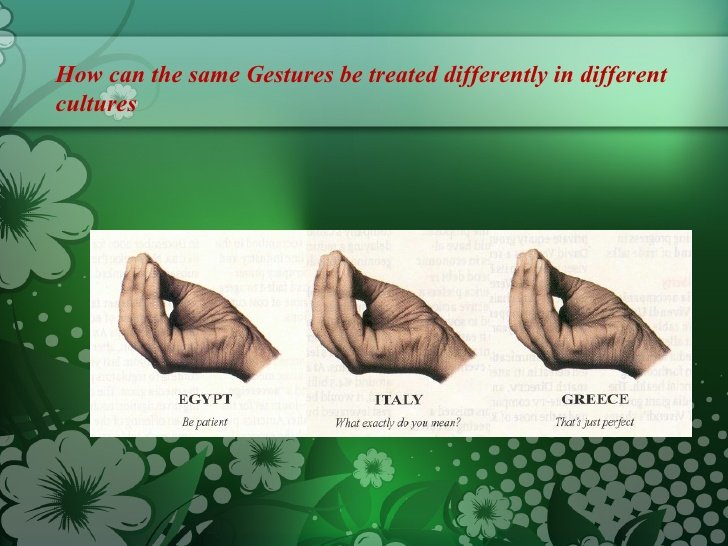 How can the same Gestures be treated differently in different
cultures
EGYPT
ITALY
GREECE
Be patient
What exactly do you mean?
That's just perfect